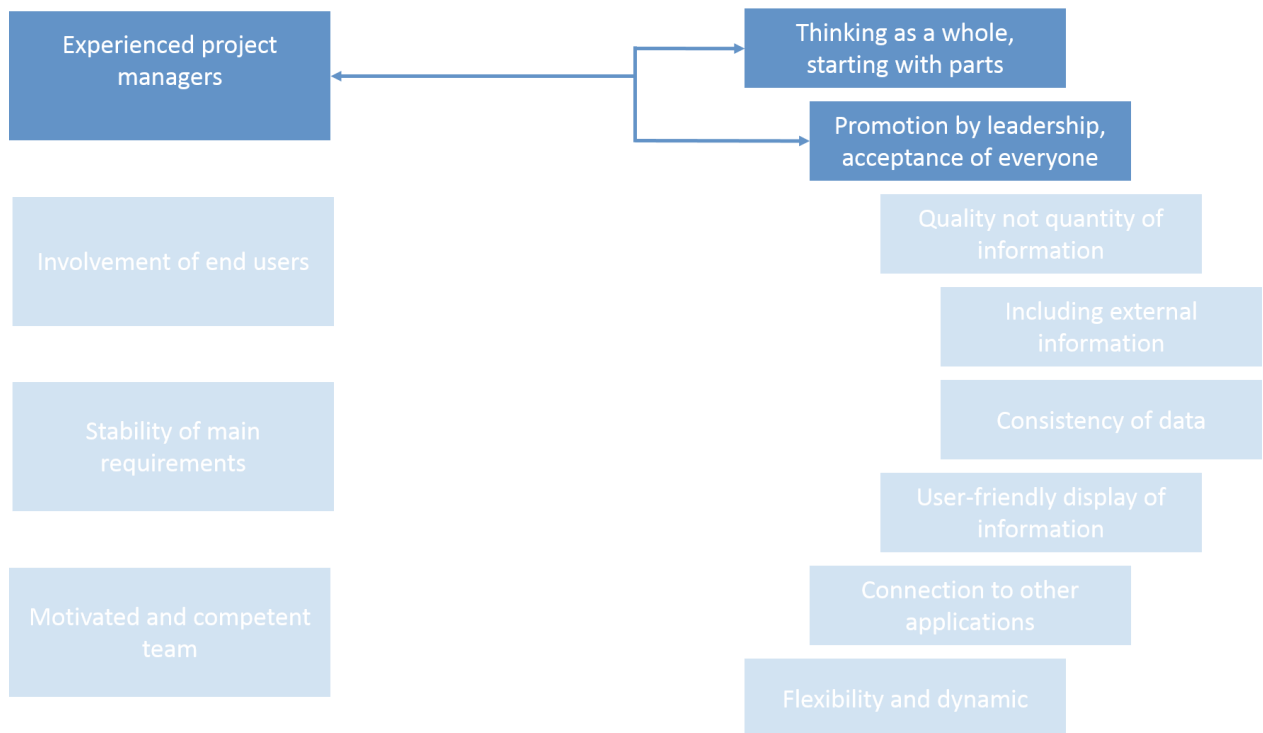 Experienced project
managers
Thinking as a whole,
starting with parts
Promotion by leadership,
acceptance of everyone
Involvement of end users
Quality not quantity of
information
Including external
information
Stability of main
requirements
Consistency of data
User-friendly display of
information
Motivated and competent
team
Connection to other
applications
Flexibility and dynamic